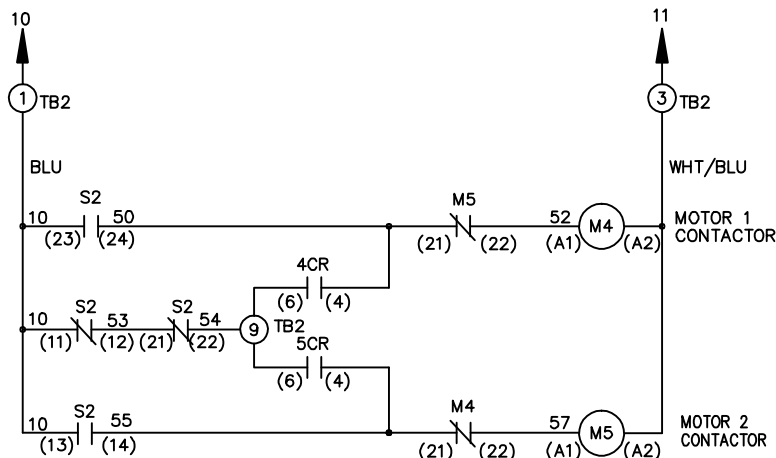 10 11
1 TB2 3 TB2
BLU WHT/BLU
S2 M5
10 50 52 M4 MOTOR 1
(23) (24) (21) (22) (A1) (A2) CONTACTOR
4CR
(6) (4)
10 S2 53 S2 54 9 TB2
(11) (12) (21) (22)
5CR
(6) (4)
S2 M4
10 55 57 M5 MOTOR 2
(13) (14) (21) (22) (A1) (A2) CONTACTOR